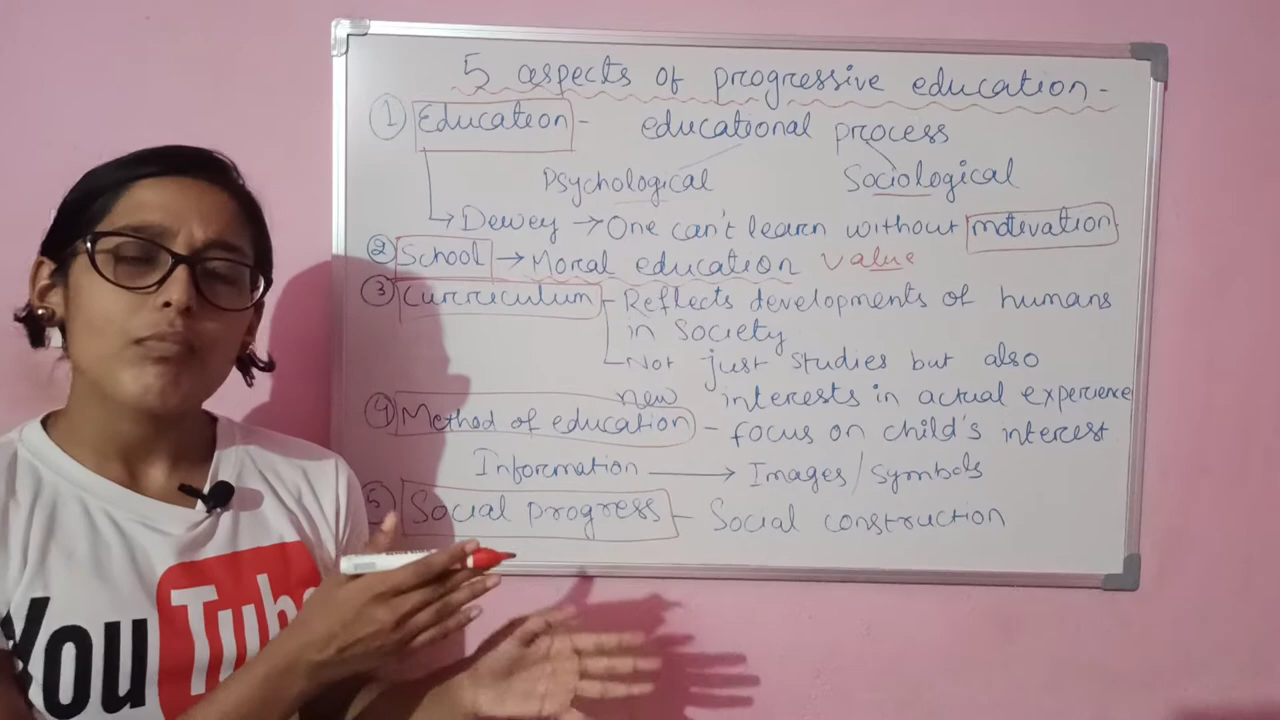 5 aspects of progressive education -
① Education - educational process
Psychological Sociological
→ Dewey → One can't learn without motivation
② School → Moral education value
③ Curriculum - Reflects developments of humans
in Society
- Not just studies but also
new interests in actual experience
④ Method of education - focus on child's interest
Information → Images/symbols
⑤ Social progress - Social construction
YouTube